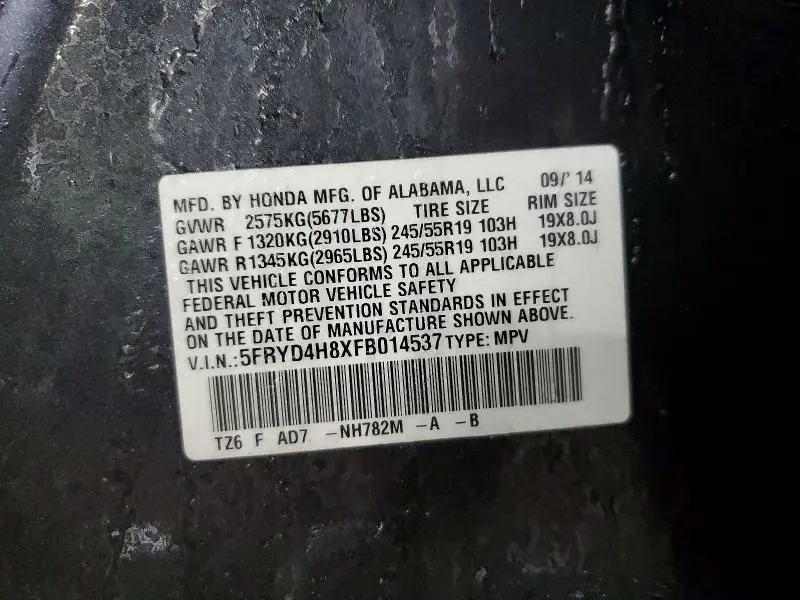 MFD. BY HONDA MFG. OF ALABAMA, LLC 09/' 14
GVWR 2575KG(5677LBS) TIRE SIZE RIM SIZE
GAWR F 1320KG(2910LBS) 245/55R19 103H 19X8.0J
GAWR R1345KG(2965LBS) 245/55R19 103H 19X8.0J
THIS VEHICLE CONFORMS TO ALL APPLICABLE
FEDERAL MOTOR VEHICLE SAFETY
AND THEFT PREVENTION STANDARDS IN EFFECT
ON THE DATE OF MANUFACTURE SHOWN ABOVE.
V.I.N.:5FRYD4H8XFB014537 TYPE: MPV
TZ6 F AD7 -NH782M -A -B